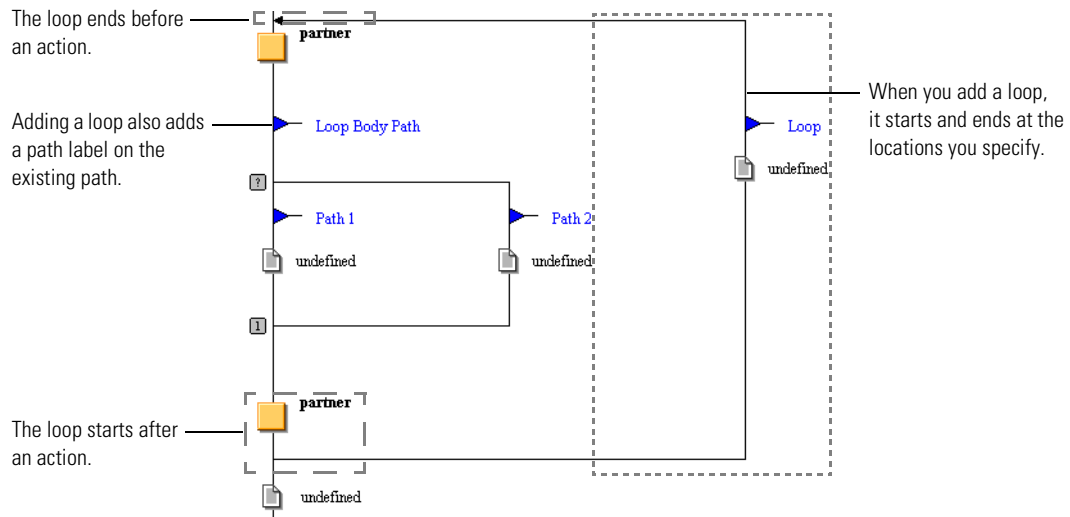 The loop ends before
an action.
partner
When you add a loop,
it starts and ends at the
locations you specify.
Adding a loop also adds
a path label on the
existing path.
Loop Body Path
Loop
undefined
?
Path 1
Path 2
undefined
undefined
1
partner
The loop starts after
an action.
undefined